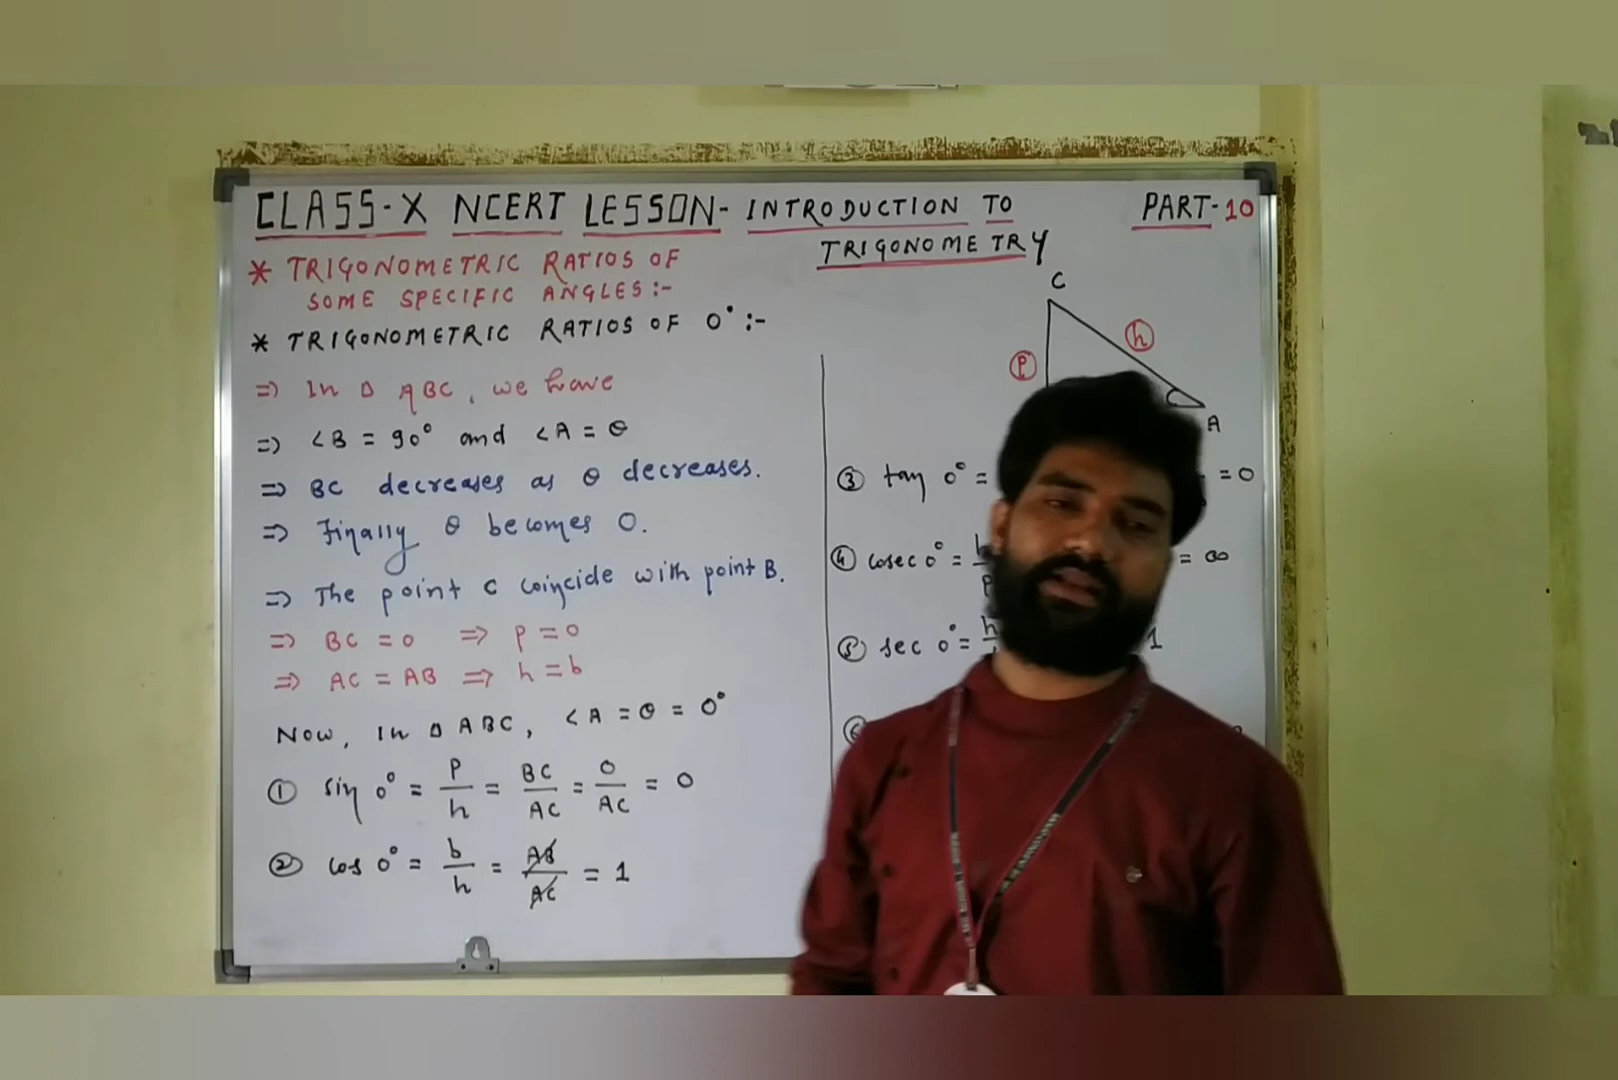 CLASS-X NCERT LESSON- INTRODUCTION TO
TRIGONOMETRY
PART-10
* TRIGONOMETRIC RATIOS OF
SOME SPECIFIC ANGLES:-
* TRIGONOMETRIC RATIOS OF 0° :-
⇒ In Δ ABC, we have
⇒ ∠B = 90° and ∠A = θ
⇒ BC decreases as θ decreases.
⇒ Finally θ becomes 0.
⇒ The point C coincide with point B.
⇒ BC = 0 ⇒ P = 0
⇒ AC = AB ⇒ h = b
Now, In Δ ABC, ∠A = θ = 0°
① sin 0° = P/h = BC/AC = 0/AC = 0
② cos 0° = b/h = AB/AC = 1
C
h
P
A
③ tan 0° = = 0
④ cosec 0° = h/P = ∞
⑤ sec 0° = h/ 1
⑥